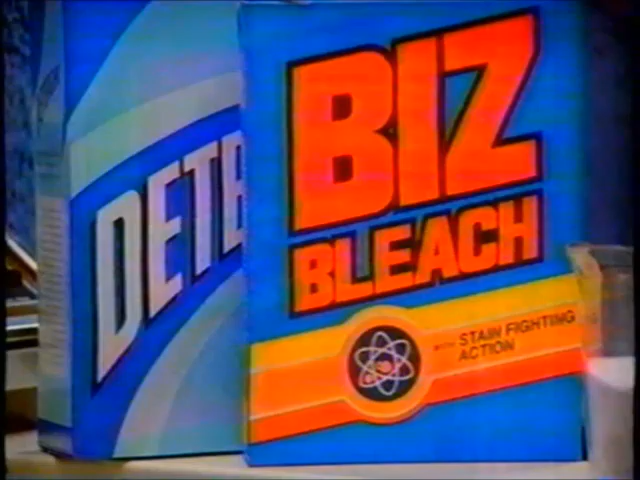 DETE
BIZ
BLEACH
WITH STAIN FIGHTING
ACTION